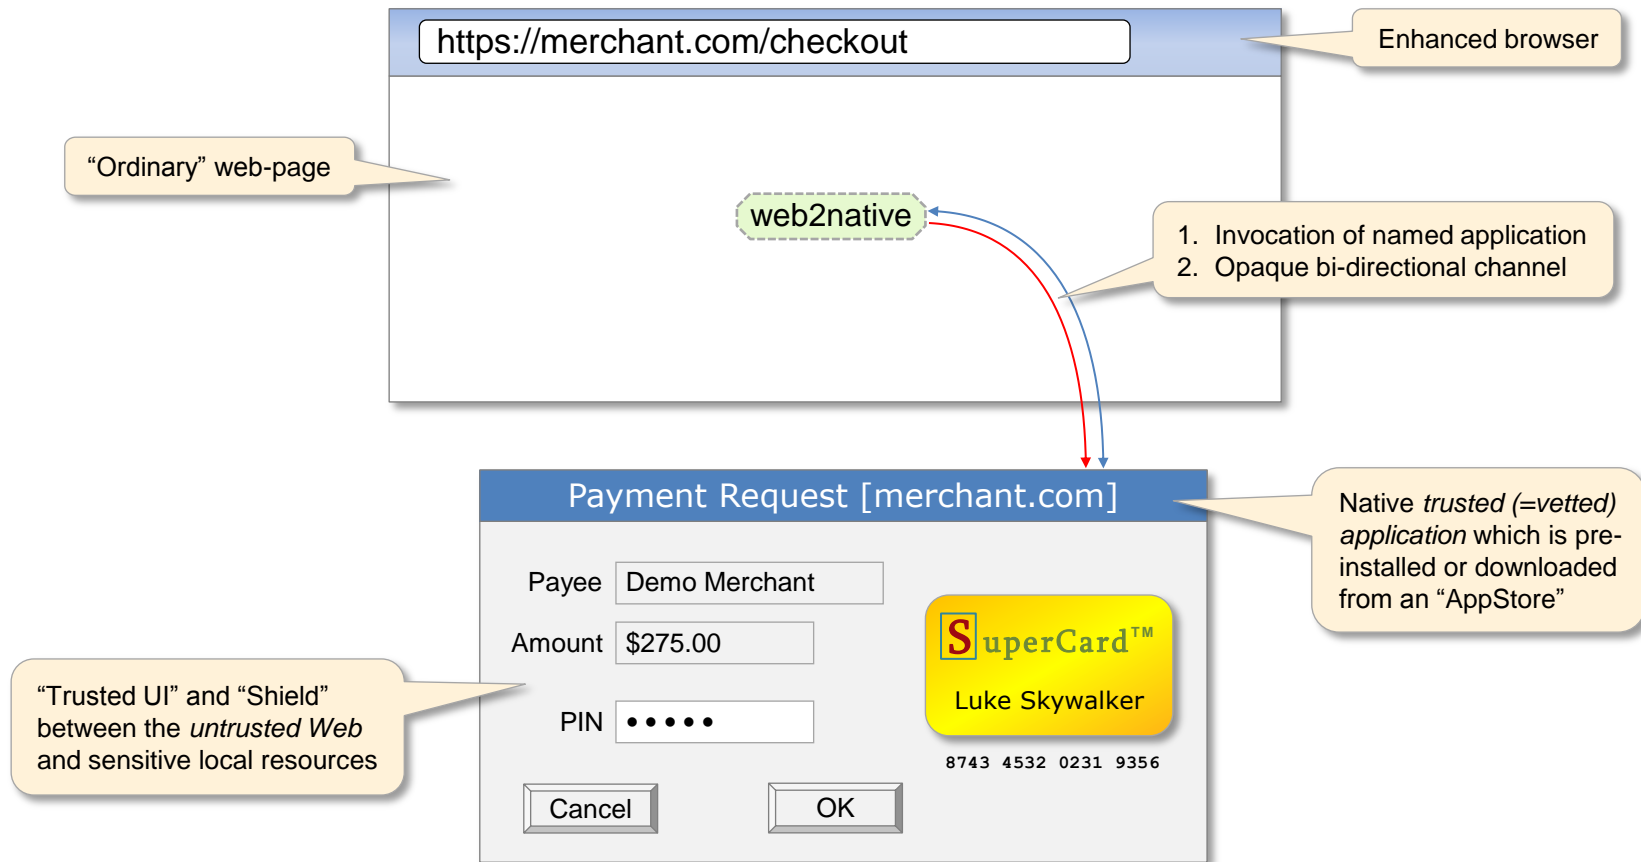 https://merchant.com/checkout
Enhanced browser
“Ordinary” web-page
web2native
1. Invocation of named application
2. Opaque bi-directional channel
Payment Request [merchant.com]
Native trusted (=vetted)
application which is pre-
installed or downloaded
from an “AppStore”
Payee Demo Merchant
Amount $275.00
PIN •••••
SuperCard™
Luke Skywalker
8743 4532 0231 9356
“Trusted UI” and “Shield”
between the untrusted Web
and sensitive local resources
Cancel OK